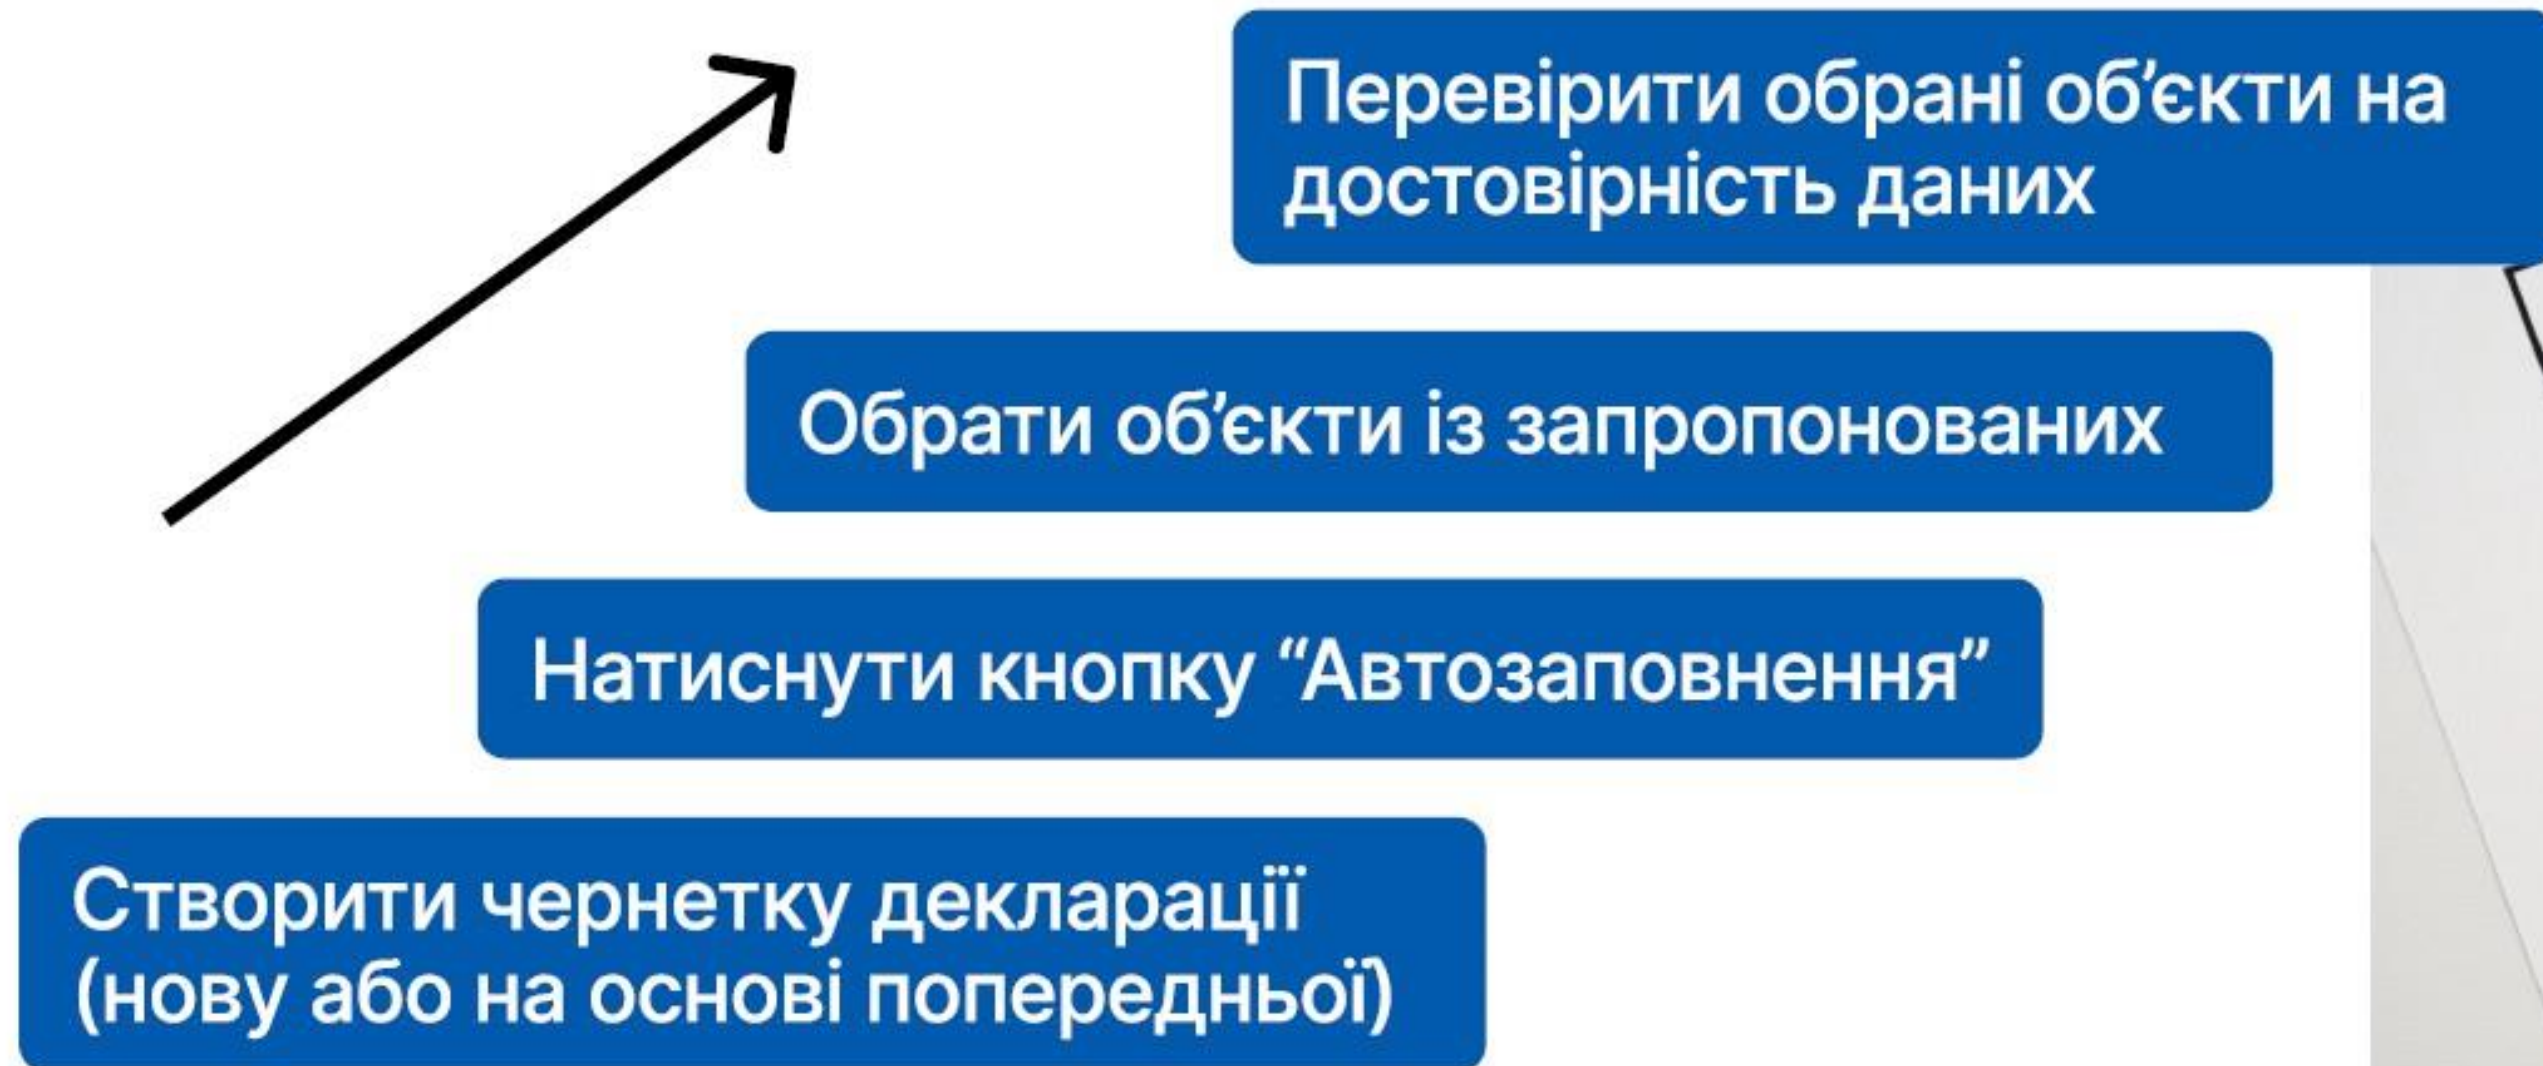 Перевірити обрані об’єкти на
достовірність даних
Обрати об’єкти із запропонованих
Натиснути кнопку “Автозаповнення”
Створити чернетку декларації
(нову або на основі попередньої)